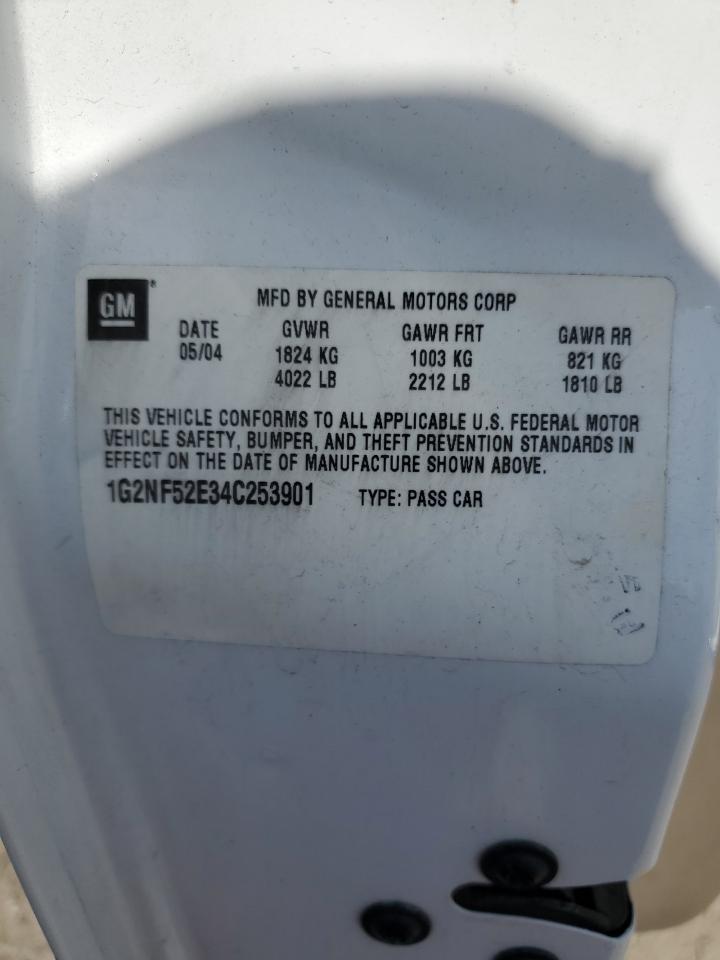 GM®
MFD BY GENERAL MOTORS CORP
DATE GVWR GAWR FRT GAWR RR
05/04 1824 KG 1003 KG 821 KG
4022 LB 2212 LB 1810 LB
THIS VEHICLE CONFORMS TO ALL APPLICABLE U.S. FEDERAL MOTOR
VEHICLE SAFETY, BUMPER, AND THEFT PREVENTION STANDARDS IN
EFFECT ON THE DATE OF MANUFACTURE SHOWN ABOVE.
1G2NF52E34C253901 TYPE: PASS CAR